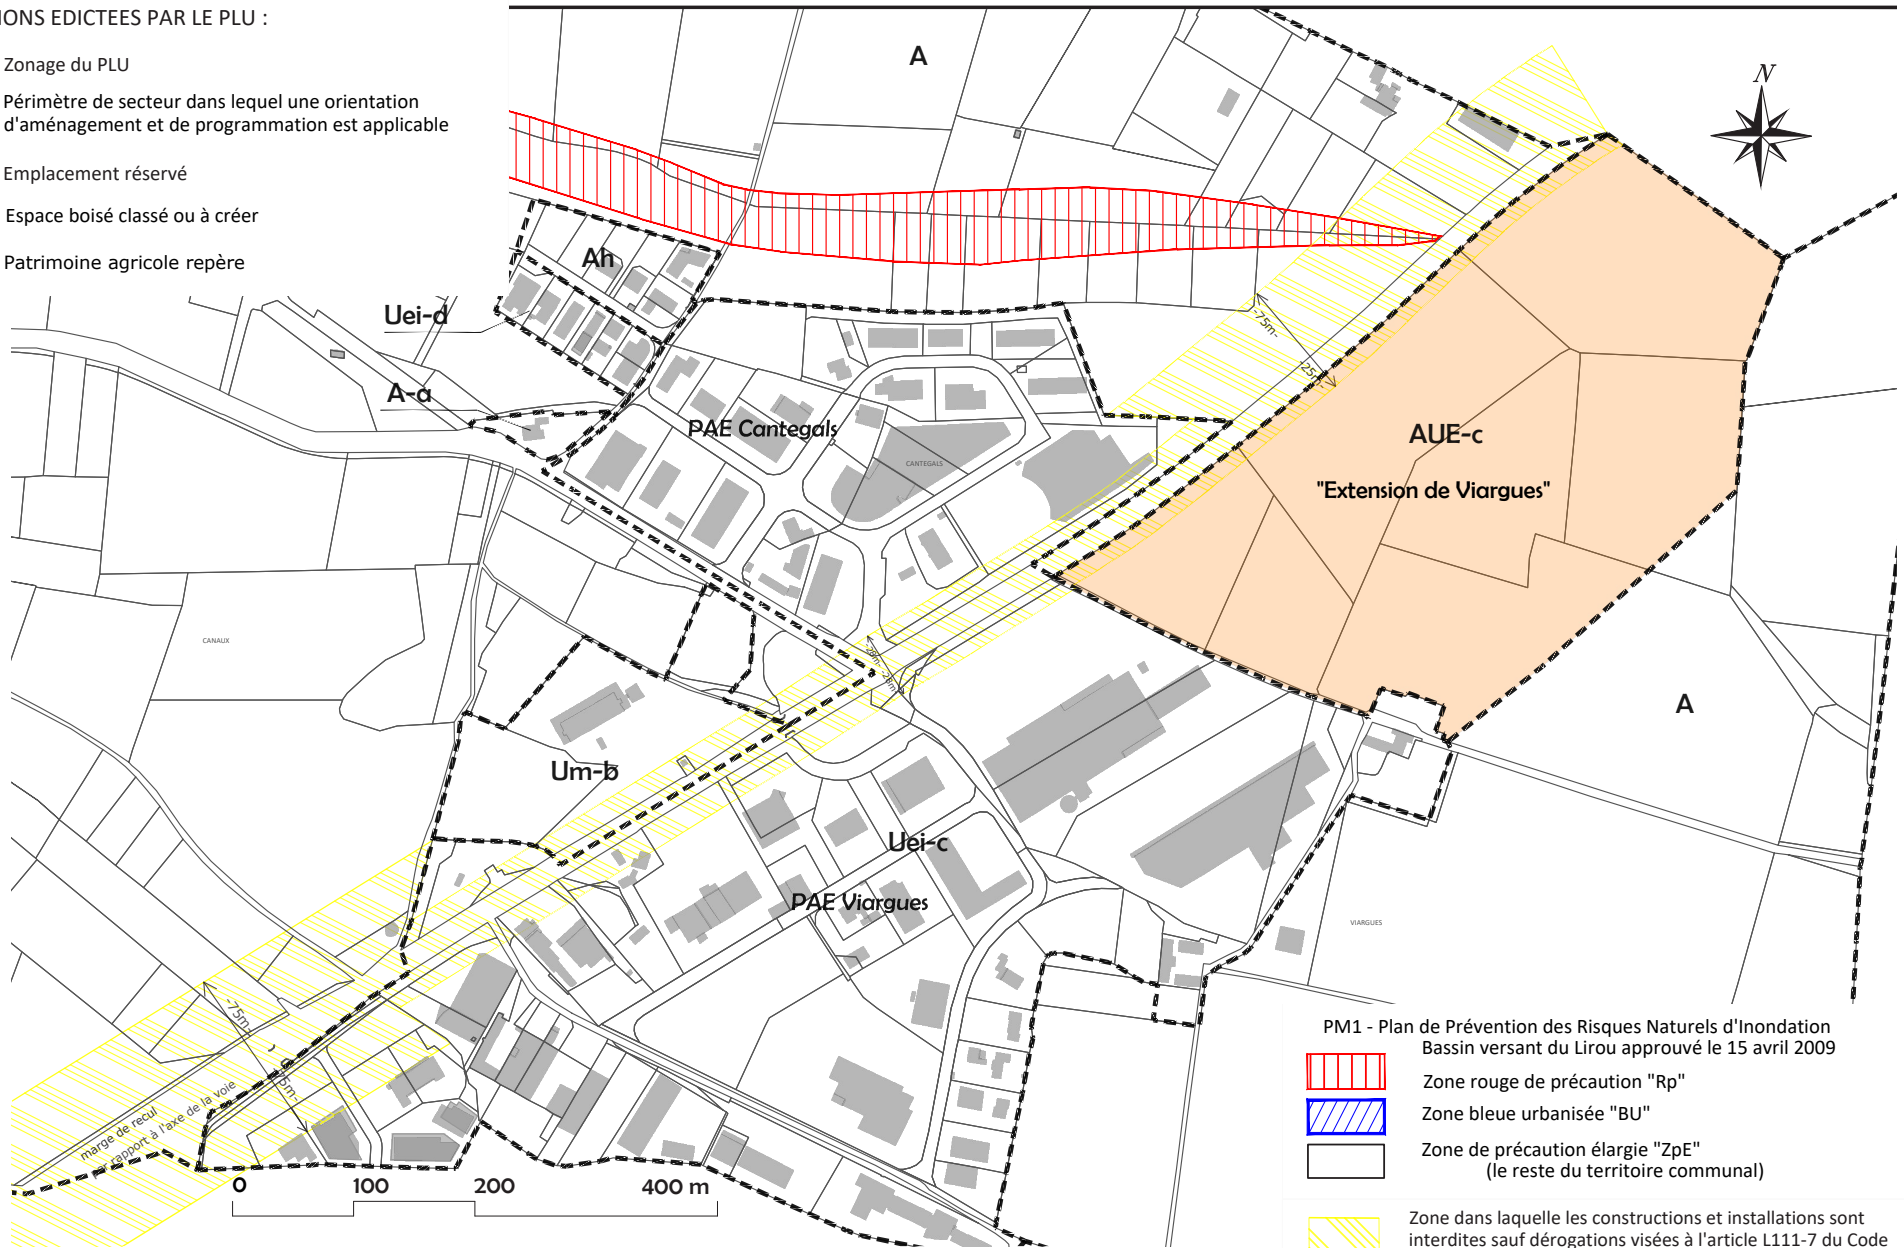 IONS EDICTEES PAR LE PLU :
Zonage du PLU
Périmètre de secteur dans lequel une orientation
d'aménagement et de programmation est applicable
Emplacement réservé
Espace boisé classé ou à créer
Patrimoine agricole repère
A
N
Ah
Uei-d
A-a
-75m-
-25m-
PAE Cantegals
CANTEGALS
AUE-c
"Extension de Viargues"
CANAUX
A
Um-b
Uei-c
PAE Viargues
VIARGUES
-75m-
marge de recul
par rapport à l'axe de la voie
0 100 200 400 m
PM1 - Plan de Prévention des Risques Naturels d'Inondation
Bassin versant du Lirou approuvé le 15 avril 2009
Zone rouge de précaution "Rp"
Zone bleue urbanisée "BU"
Zone de précaution élargie "ZpE"
(le reste du territoire communal)
Zone dans laquelle les constructions et installations sont
interdites sauf dérogations visées à l'article L111-7 du Code